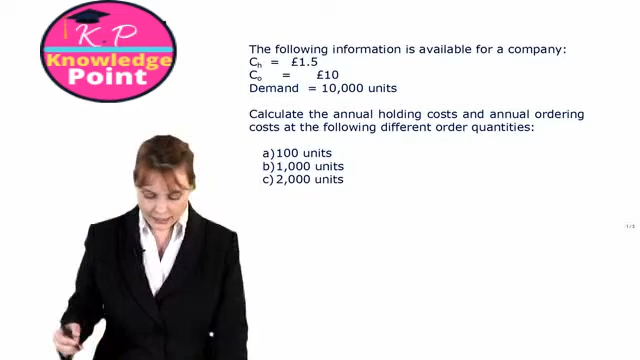 K.P
Knowledge
Point
The following information is available for a company:
Ch = £1.5
Co = £10
Demand = 10,000 units
Calculate the annual holding costs and annual ordering
costs at the following different order quantities:
a) 100 units
b) 1,000 units
c) 2,000 units